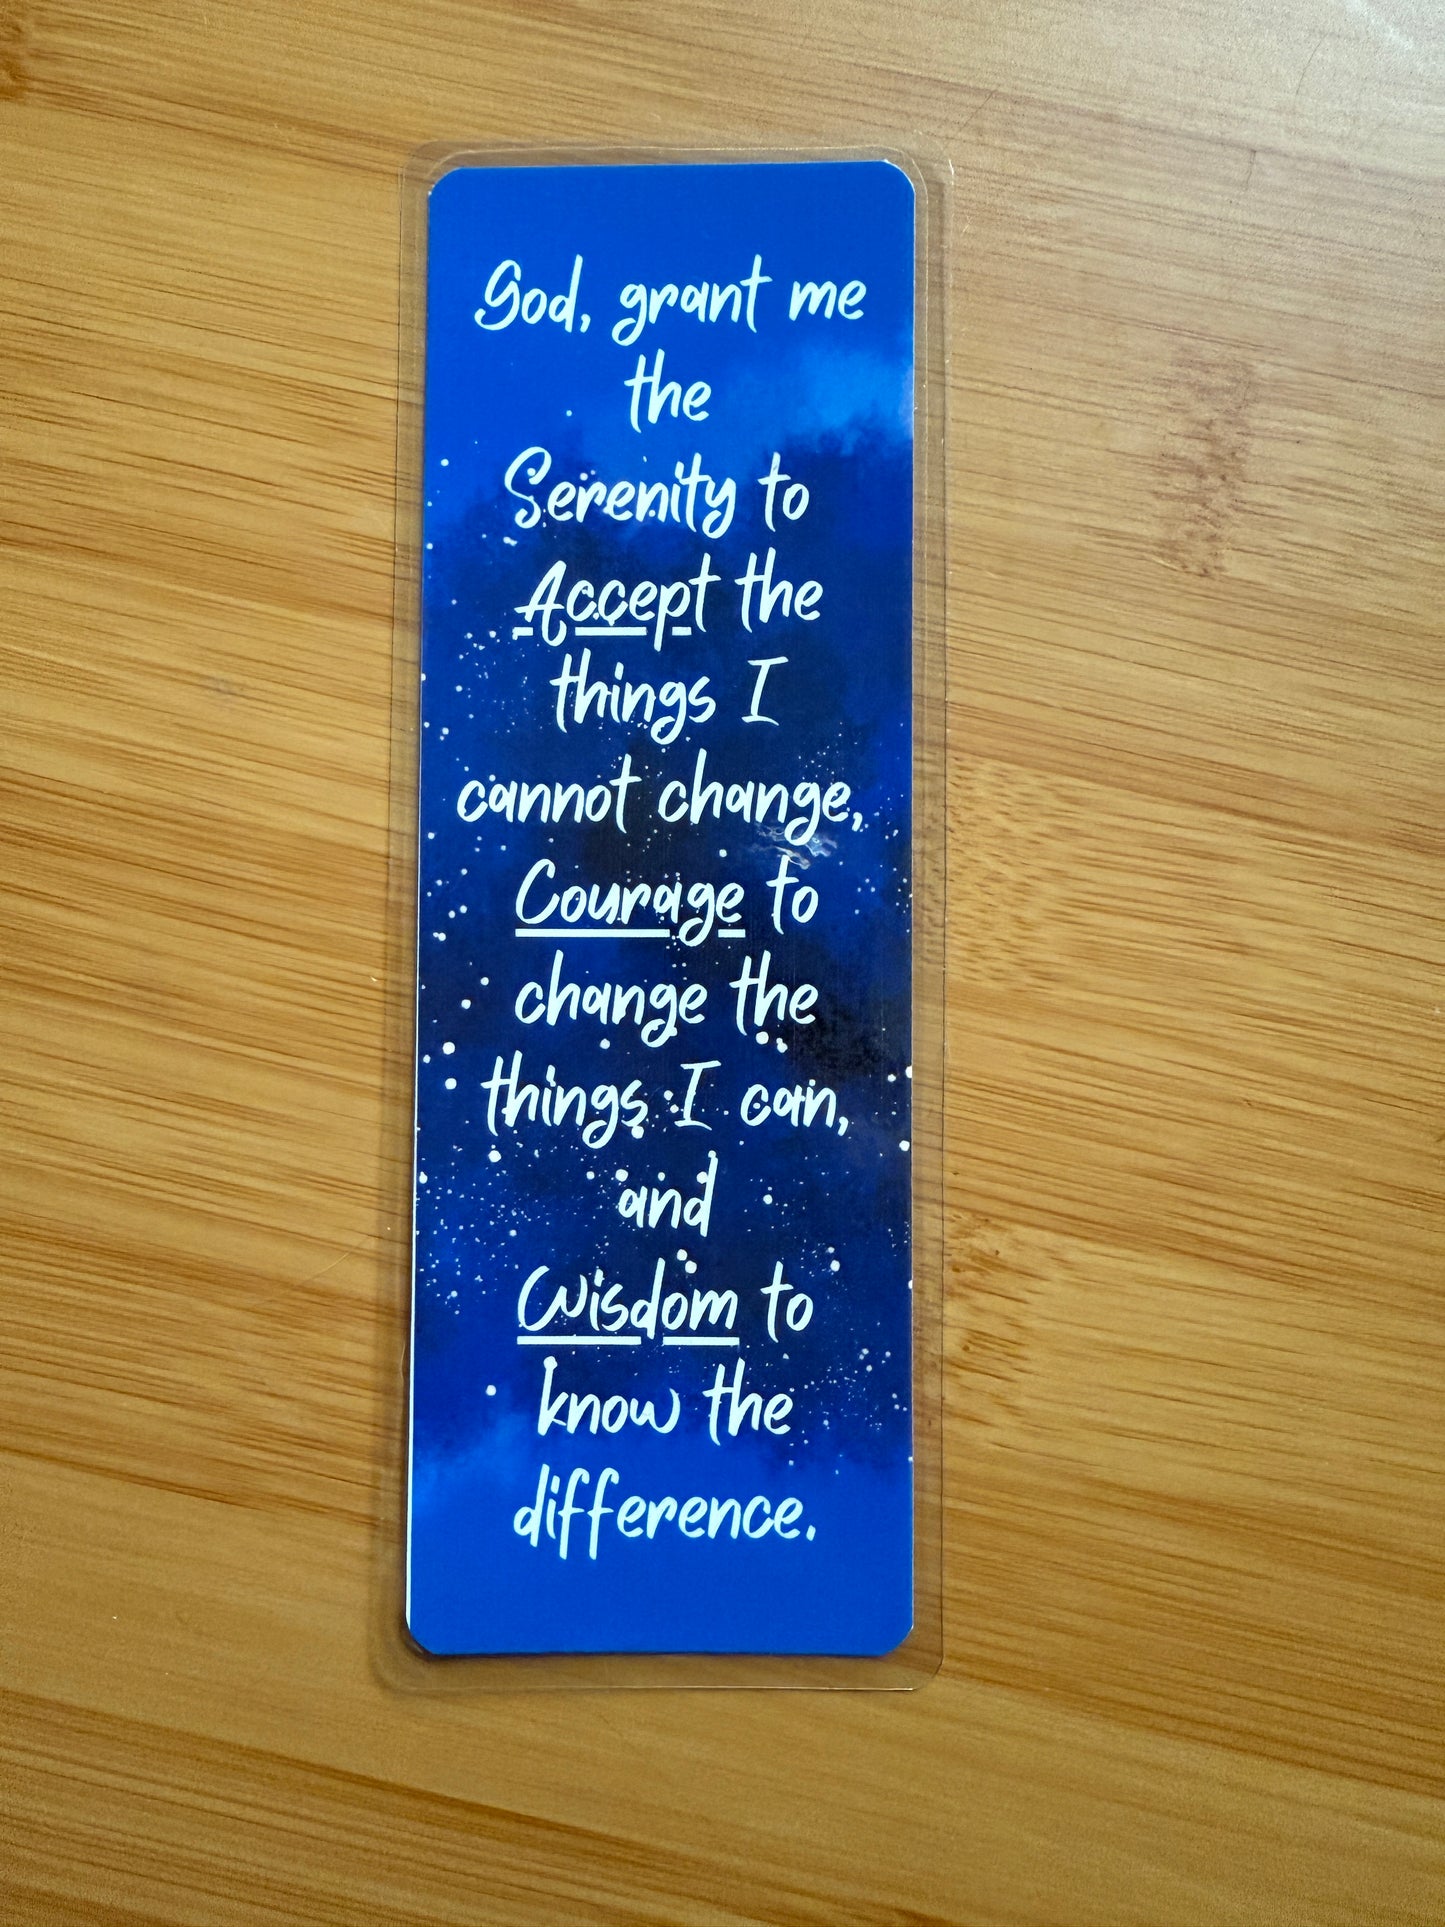 God, grant me
the
Serenity to
Accept the
things I
cannot change,
Courage to
change the
things I can,
and
Wisdom to
know the
difference.